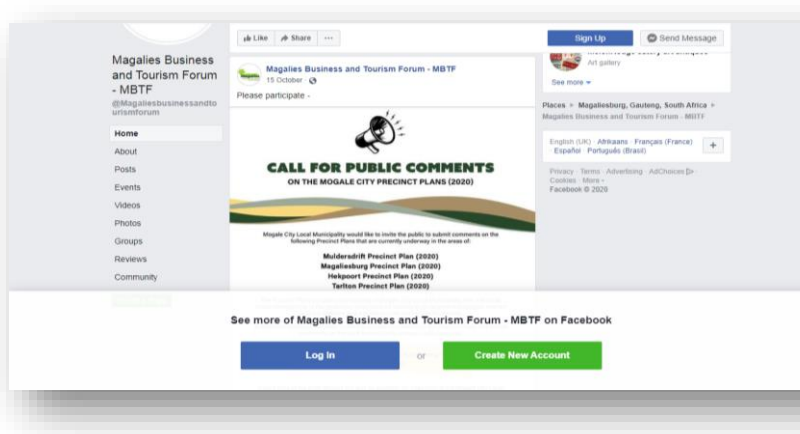 Like Share ...
Sign Up Send Message
Magalies Business
and Tourism Forum
- MBTF
@Magaliesbusinessandto
urismforum
Home
About
Posts
Events
Videos
Photos
Groups
Reviews
Community
Magalies Business and Tourism Forum - MBTF
15 October
Please participate -
CALL FOR PUBLIC COMMENTS
ON THE MOGALE CITY PRECINCT PLANS (2020)
Mogale City Local Municipality would like to invite the public to submit comments on the
following Precinct Plans that are currently underway in the areas of:
Muldersdrift Precinct Plan (2020)
Magaliesburg Precinct Plan (2020)
Hekpoort Precinct Plan (2020)
Tarlton Precinct Plan (2020)
Art gallery
See more
Places Magaliesburg, Gauteng, South Africa
Magalies Business and Tourism Forum - MBTF
English (UK) · Afrikaans · Français (France)
Español · Português (Brasil)
+
Privacy · Terms · Advertising · AdChoices
Cookies · More
Facebook © 2020
See more of Magalies Business and Tourism Forum - MBTF on Facebook
Log In or Create New Account